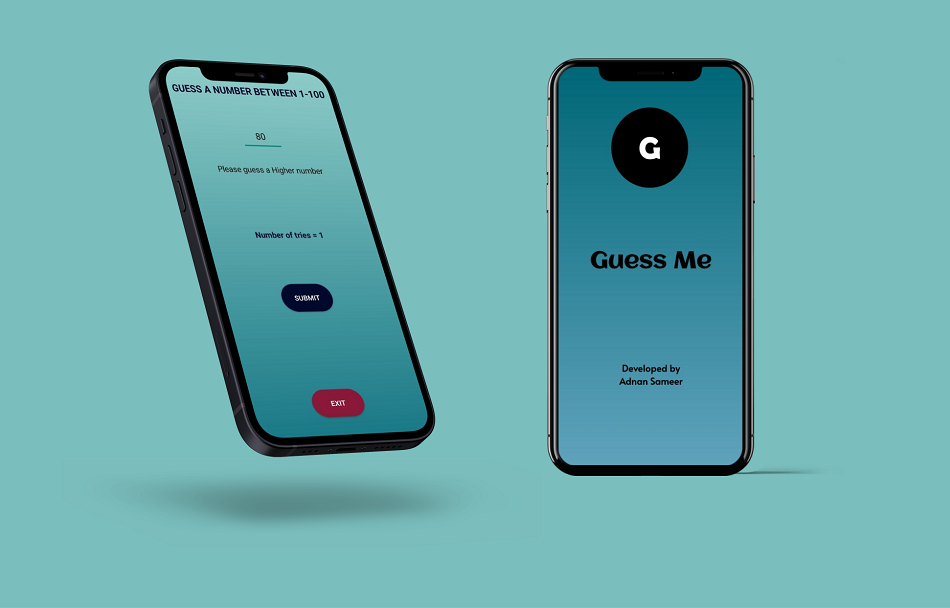 GUESS A NUMBER BETWEEN 1-100
80
Please guess a Higher number
Number of tries = 1
SUBMIT
EXIT
G
Guess Me
Developed by
Adnan Sameer